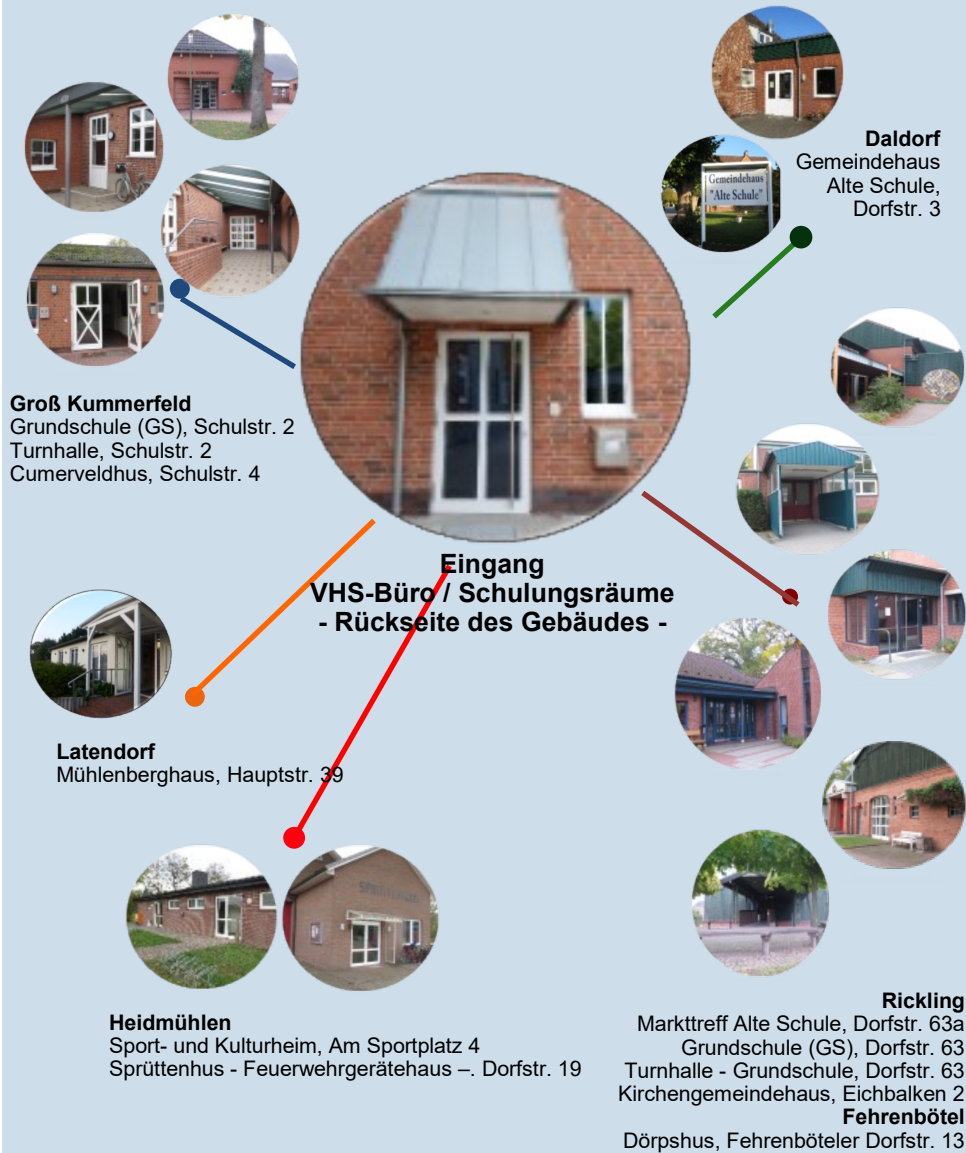 Gemeindehaus
"Alte Schule"
Daldorf
Gemeindehaus
Alte Schule,
Dorfstr. 3
Groß Kummerfeld
Grundschule (GS), Schulstr. 2
Turnhalle, Schulstr. 2
Cumerveldhus, Schulstr. 4
Eingang
VHS-Büro / Schulungsräume
- Rückseite des Gebäudes -
Latendorf
Mühlenberghaus, Hauptstr. 39
Heidmühlen
Sport- und Kulturheim, Am Sportplatz 4
Sprüttenhus - Feuerwehrgerätehaus –. Dorfstr. 19
Rickling
Markttreff Alte Schule, Dorfstr. 63a
Grundschule (GS), Dorfstr. 63
Turnhalle - Grundschule, Dorfstr. 63
Kirchengemeindehaus, Eichbalken 2
Fehrenbötel
Dörpshus, Fehrenböteler Dorfstr. 13